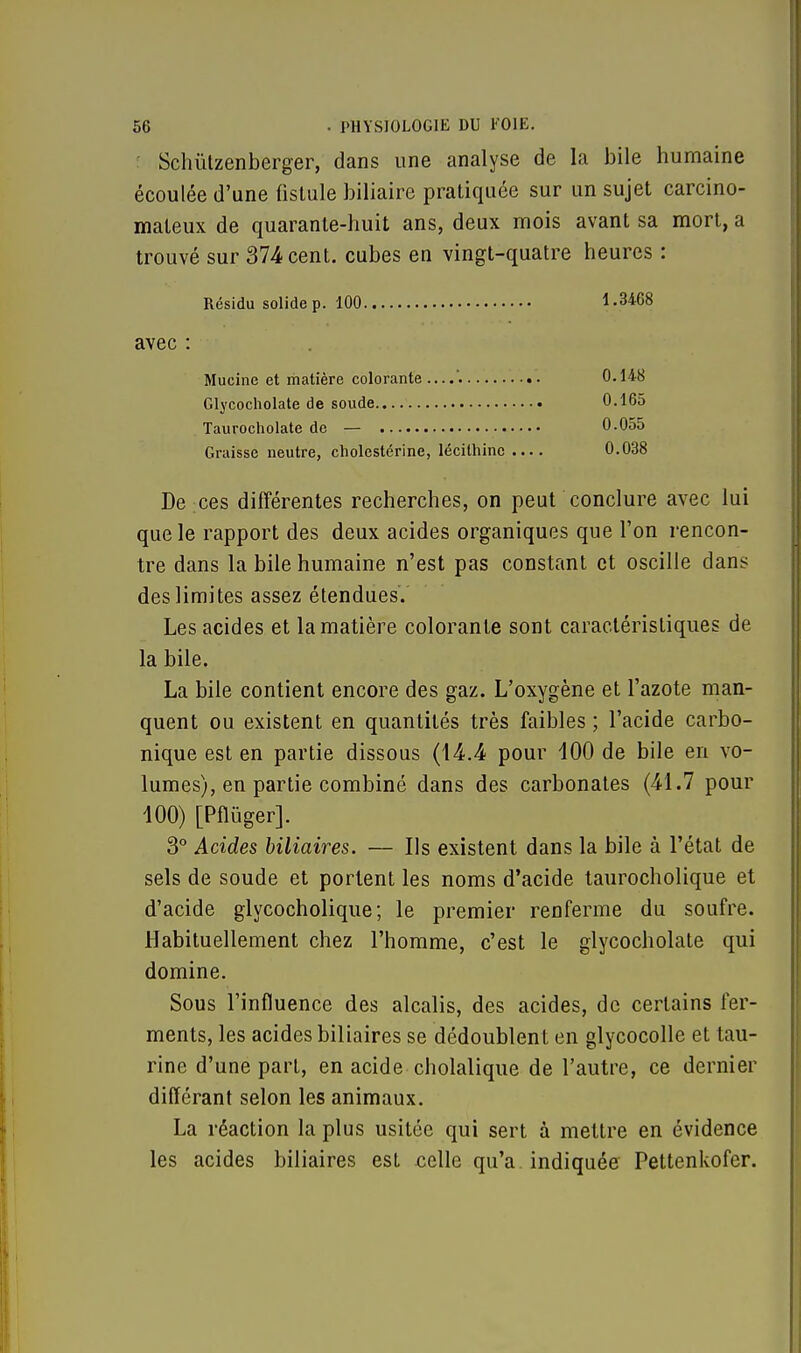 56 . PHYSIOLOGIE DU FOIE.
Schützenberger, dans une analyse de la bile humaine
écoulée d'une fistule biliaire pratiquée sur un sujet carcino-
mateux de quarante-huit ans, deux mois avant sa mort, a
trouvé sur 374 cent. cubes en vingt-quatre heures :
Résidu solide p. 100..................... 1.3468
avec :
Mucine et matière colorante .............. 0.148
Glycocholate de soude.................... 0.165
Taurocholate de — .................... 0.055
Graisse neutre, cholestérine, lécithine .... 0.038
De ces différentes recherches, on peut conclure avec lui
que le rapport des deux acides organiques que l'on rencon-
tre dans la bile humaine n'est pas constant et oscille dans
des limites assez étendues.
Les acides et la matière colorante sont caractéristiques de
la bile.
La bile contient encore des gaz. L'oxygène et l'azote man-
quent ou existent en quantités très faibles ; l'acide carbo-
nique est en partie dissous (14.4 pour 100 de bile en vo-
lumes), en partie combiné dans des carbonates (41.7 pour
100) [Pflüger].
3° Acides biliaires. — Ils existent dans la bile à l'état de
sels de soude et portent les noms d'acide taurocholique et
d'acide glycocholique; le premier renferme du soufre.
Habituellement chez l'homme, c'est le glycocholate qui
domine.
Sous l'influence des alcalis, des acides, de certains fer-
ments, les acides biliaires se dédoublent en glycocolle et tau-
rine d'une part, en acide cholalique de l'autre, ce dernier
différant selon les animaux.
La réaction la plus usitée qui sert à mettre en évidence
les acides biliaires est celle qu'a indiquée Pettenkofer.